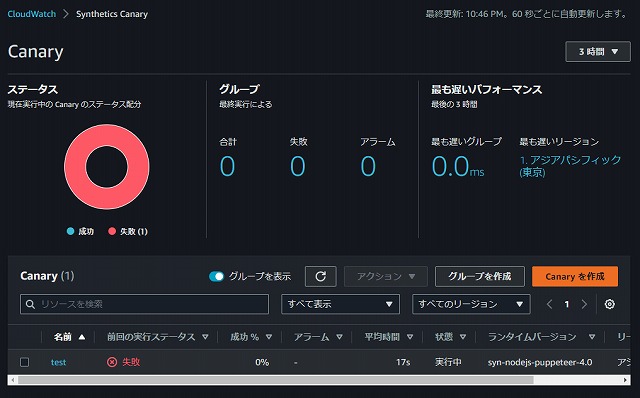 CloudWatch > Synthetics Canary 最終更新: 10:46 PM。60 秒ごとに自動更新します。
Canary 3 時間
ステータス グループ 最も遅いパフォーマンス
現在実行中の Canary のステータス配分 最終実行による 最後の 3 時間
合計 失敗 アラーム 最も遅いグループ 最も遅いリージョン
0 0 0 0.0ms 1. アジアパシフィック
(東京)
成功 失敗 (1)
Canary (1) グループを表示 アクション グループを作成 Canary を作成
リソースを検索 すべて表示 すべてのリージョン 1
名前 前回の実行ステータス 成功 % アラーム 平均時間 状態 ランタイムバージョン リー
test 失敗 0% - 17s 実行中 syn-nodejs-puppeteer-4.0 アジ